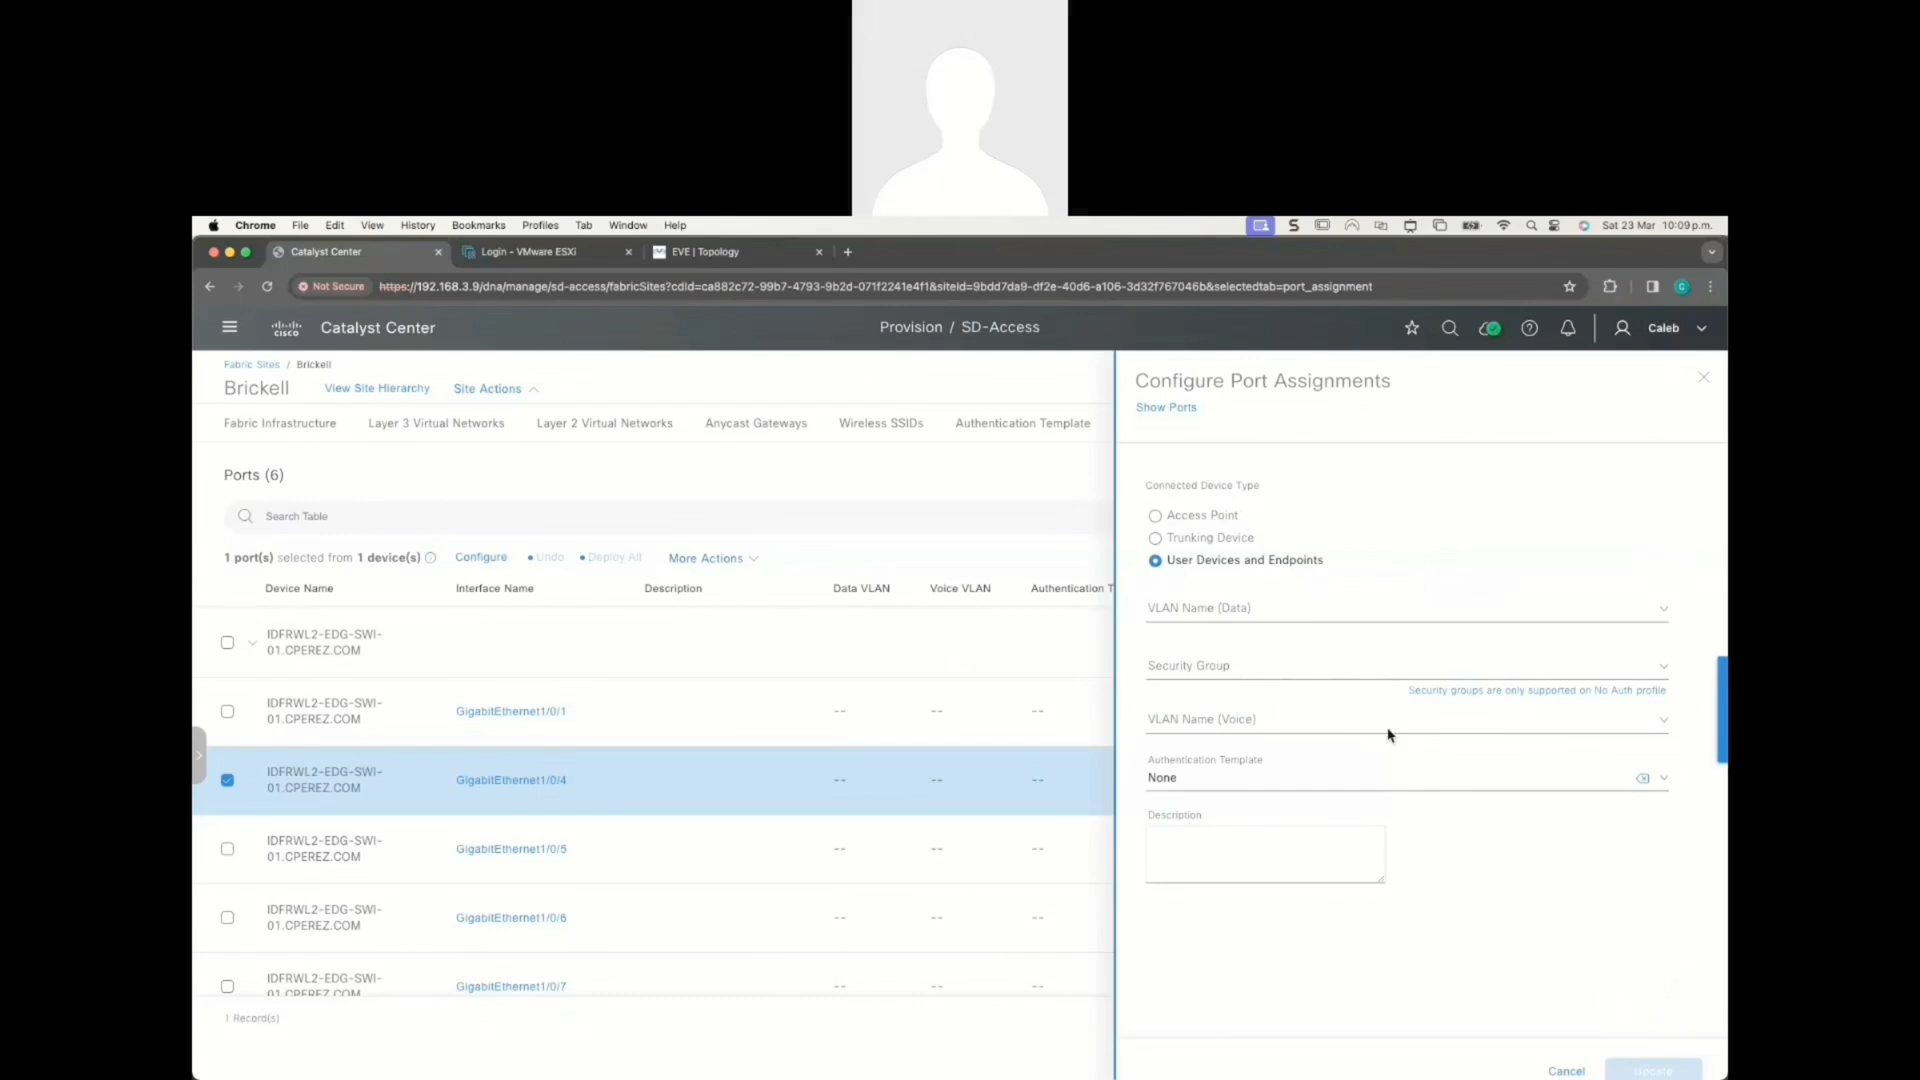 Chrome File Edit View History Bookmarks Profiles Tab Window Help Sat 23 Mar 10:09 p.m.
Catalyst Center Login - VMware ESXi EVE | Topology
Not Secure https://192.168.3.9/dna/manage/sd-access/fabricSites?cdId=ca882c72-99b7-4793-9b2d-071f2241e4f1&siteId=9bdd7da9-df2e-40d6-a106-3d32f767046b&selectedtab=port_assignment
CISCO Catalyst Center Provision / SD-Access Caleb
Fabric Sites / Brickell
Brickell View Site Hierarchy Site Actions
Fabric Infrastructure Layer 3 Virtual Networks Layer 2 Virtual Networks Anycast Gateways Wireless SSIDs Authentication Template
Ports (6)
Search Table
1 port(s) selected from 1 device(s) Configure Undo Deploy All More Actions
Device Name Interface Name Description Data VLAN Voice VLAN Authentication T
IDFRWL2-EDG-SWI-
01.CPEREZ.COM
IDFRWL2-EDG-SWI-
01.CPEREZ.COM
GigabitEthernet1/0/1 -- -- --
IDFRWL2-EDG-SWI-
01.CPEREZ.COM
GigabitEthernet1/0/4 -- -- --
IDFRWL2-EDG-SWI-
01.CPEREZ.COM
GigabitEthernet1/0/5 -- -- --
IDFRWL2-EDG-SWI-
01.CPEREZ.COM
GigabitEthernet1/0/6 -- -- --
IDFRWL2-EDG-SWI-
01.CPEREZ.COM
GigabitEthernet1/0/7 -- -- --
1 Record(s)
Configure Port Assignments
Show Ports
Connected Device Type
Access Point
Trunking Device
User Devices and Endpoints
VLAN Name (Data)
Security Group
Security groups are only supported on No Auth profile
VLAN Name (Voice)
Authentication Template
None
Description
Cancel Update